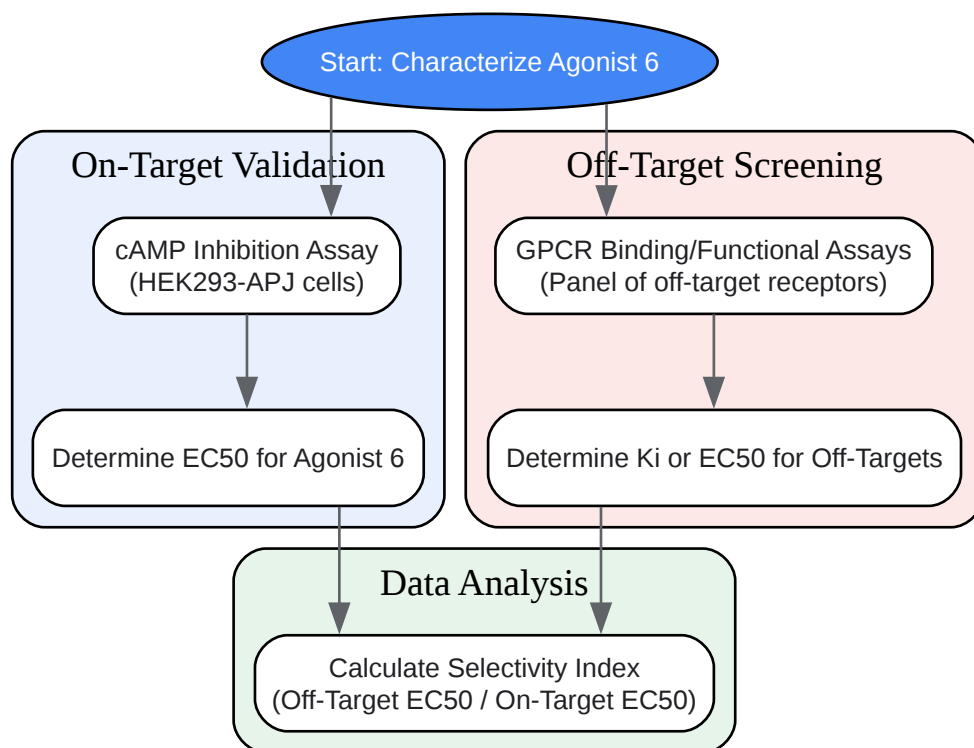 Start: Characterize Agonist 6
On-Target Validation
cAMP Inhibition Assay
(HEK293-APJ cells)
Determine EC50 for Agonist 6
Off-Target Screening
GPCR Binding/Functional Assays
(Panel of off-target receptors)
Determine Ki or EC50 for Off-Targets
Data Analysis
Calculate Selectivity Index
(Off-Target EC50 / On-Target EC50)